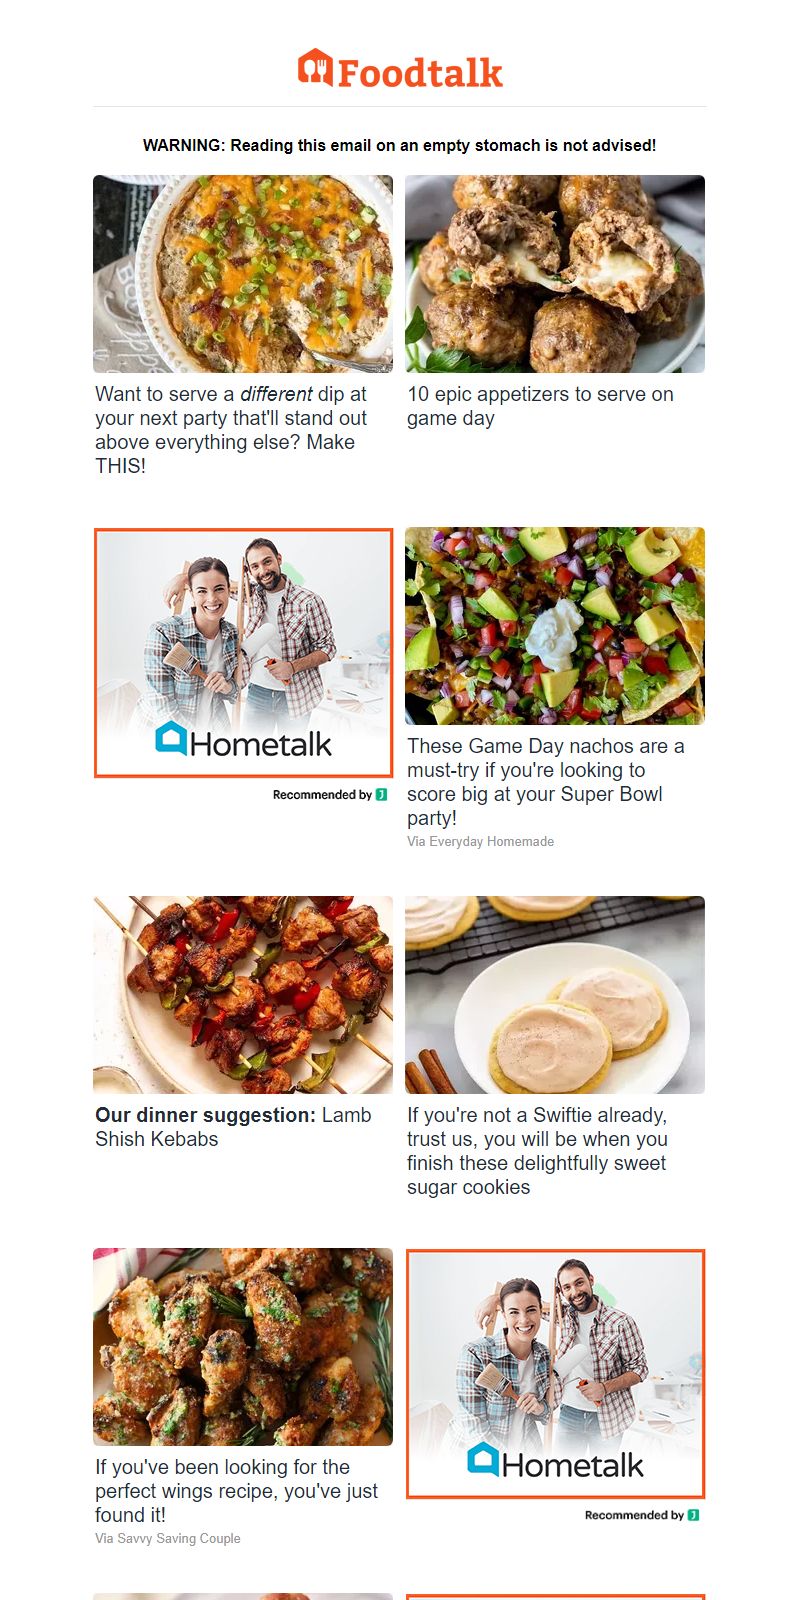 Foodtalk
WARNING: Reading this email on an empty stomach is not advised!
Want to serve a different dip at
your next party that'll stand out
above everything else? Make
THIS!
10 epic appetizers to serve on
game day
Hometalk
Recommended by
These Game Day nachos are a
must-try if you're looking to
score big at your Super Bowl
party!
Via Everyday Homemade
Our dinner suggestion: Lamb
Shish Kebabs
If you're not a Swiftie already,
trust us, you will be when you
finish these delightfully sweet
sugar cookies
If you've been looking for the
perfect wings recipe, you've just
found it!
Via Savvy Saving Couple
Hometalk
Recommended by